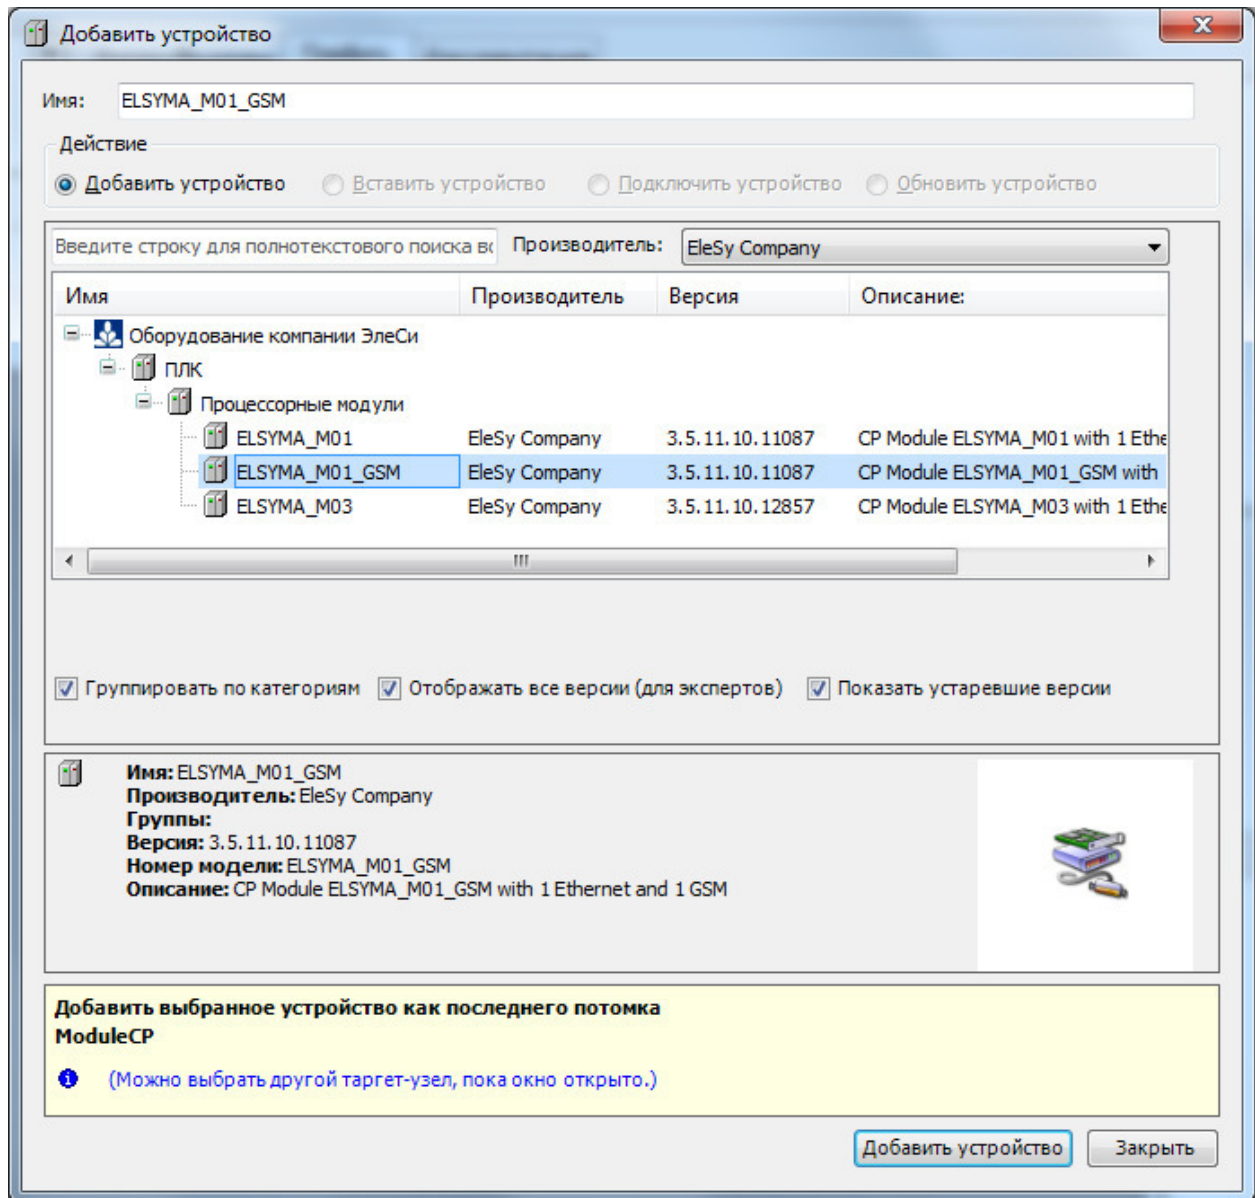 Добавить устройство
Имя: ELSYMA_M01_GSM
Действие
Добавить устройство Вставить устройство Подключить устройство Обновить устройство
Введите строку для полнотекстового поиска во Производитель: EleSy Company
Имя Производитель Версия Описание:
Оборудование компании ЭлеСи
ПЛК
Процессорные модули
ELSYMA_M01 EleSy Company 3.5.11.10.11087 CP Module ELSYMA_M01 with 1 Ethe
ELSYMA_M01_GSM EleSy Company 3.5.11.10.11087 CP Module ELSYMA_M01_GSM with
ELSYMA_M03 EleSy Company 3.5.11.10.12857 CP Module ELSYMA_M03 with 1 Ethe
Группировать по категориям Отображать все версии (для экспертов) Показать устаревшие версии
Имя: ELSYMA_M01_GSM
Производитель: EleSy Company
Группы:
Версия: 3.5.11.10.11087
Номер модели: ELSYMA_M01_GSM
Описание: CP Module ELSYMA_M01_GSM with 1 Ethernet and 1 GSM
Добавить выбранное устройство как последнего потомка
ModuleCP
(Можно выбрать другой таргет-узел, пока окно открыто.)
Добавить устройство Закрыть